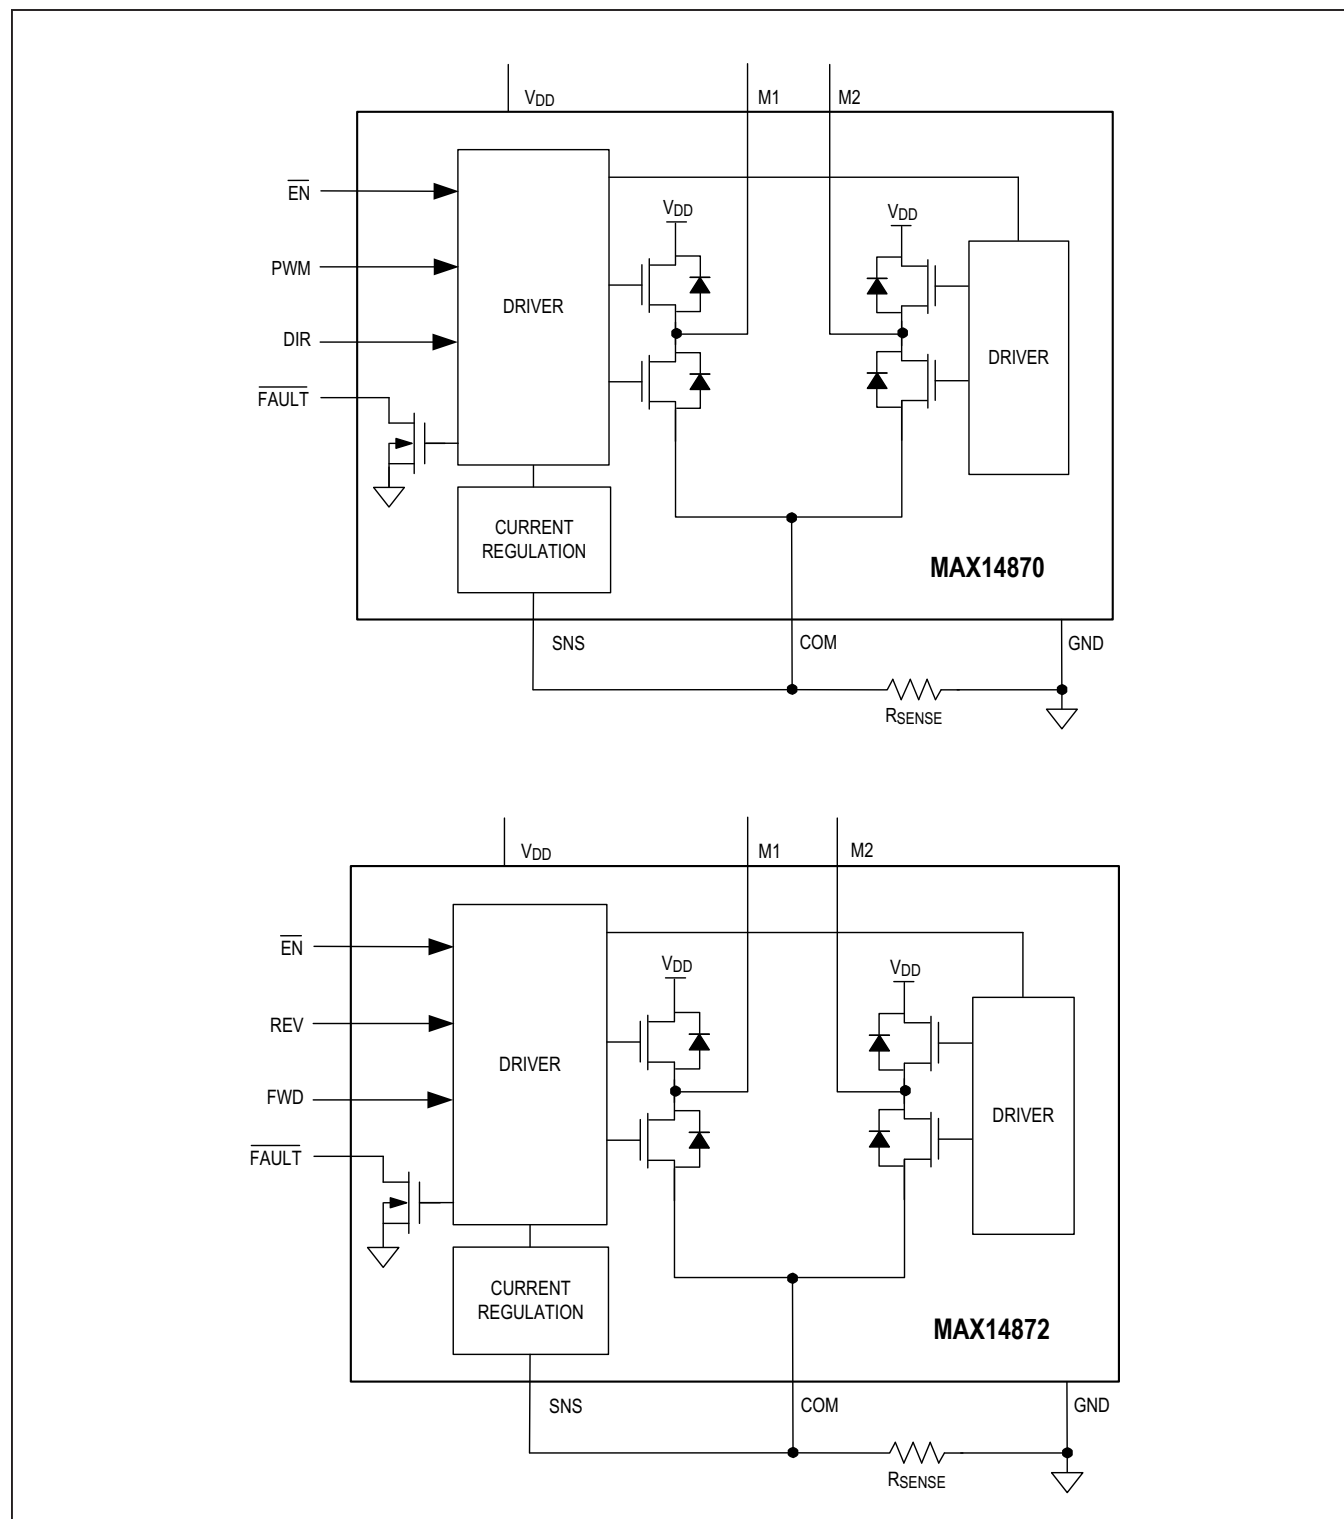 VDD
M1
M2
EN
PWM
DIR
FAULT
DRIVER
VDD
VDD
DRIVER
CURRENT
REGULATION
MAX14870
SNS
COM
GND
RSENSE
VDD
M1
M2
EN
REV
FWD
FAULT
DRIVER
VDD
VDD
DRIVER
CURRENT
REGULATION
MAX14872
SNS
COM
GND
RSENSE